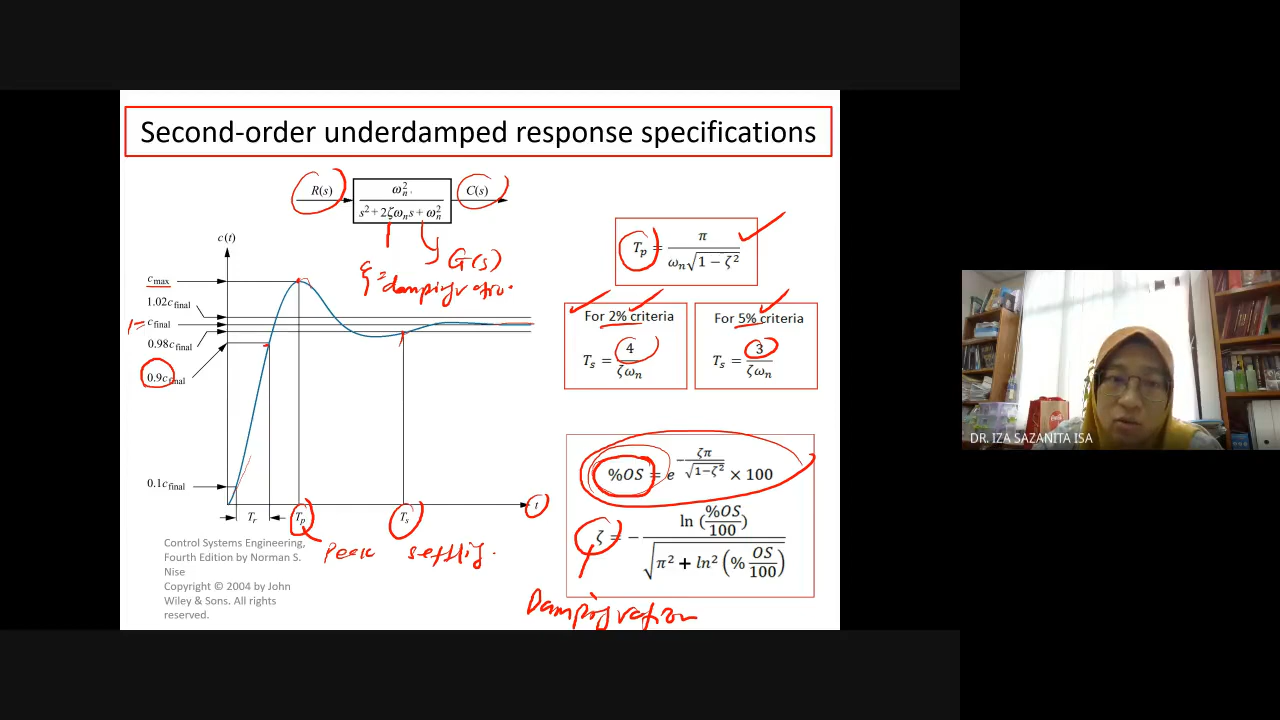 Second-order underdamped response specifications
R(s)
ωn²
s² + 2ζωns + ωn²
C(s)
G(s)
ζ = damping ratio.
c(t)
cmax
1.02cfinal
1= cfinal
0.98cfinal
0.9cfinal
0.1cfinal
Tr
Tp
Ts
t
Peak
settling.
Tp = π / ωn√1 − ζ²
For 2% criteria
Ts = 4 / ζωn
For 5% criteria
Ts = 3 / ζωn
%OS = e^−ζπ/√1−ζ² × 100
ζ = − ln (%OS/100) / √π² + ln² (% OS/100)
Damping ration
Control Systems Engineering,
Fourth Edition by Norman S.
Nise
Copyright © 2004 by John
Wiley & Sons. All rights
reserved.
DR. IZA SAZANITA ISA